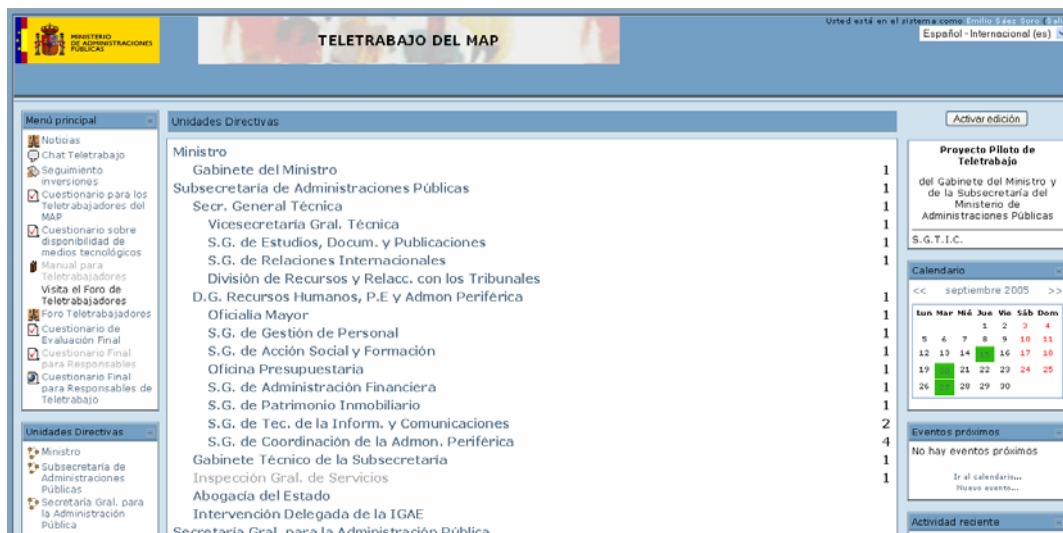 MINISTERIO
DE ADMINISTRACIONES
PÚBLICAS
TELETRABAJO DEL MAP
Usted está en el sistema como Emilio Sáez Soro
Español - Internacional (es)
Menú principal
Noticias
Chat Teletrabajo
Seguimiento
inversiones
Cuestionario para los
Teletrabajadores del
MAP
Cuestionario sobre
disponibilidad de
medios tecnológicos
Manual para
Teletrabajadores
Visita el Foro de
Teletrabajadores
Foro Teletrabajadores
Cuestionario de
Evaluación Final
Cuestionario Final
para Responsables
Cuestionario Final
para Responsables de
Teletrabajo
Unidades Directivas
Ministro
Subsecretaría de
Administraciones
Públicas
Secretaría Gral. para
la Administración
Pública
Unidades Directivas
Ministro
Gabinete del Ministro 1
Subsecretaría de Administraciones Públicas 1
Secr. General Técnica 1
Vicesecretaría Gral. Técnica 1
S.G. de Estudios, Docum. y Publicaciones 1
S.G. de Relaciones Internacionales 1
División de Recursos y Relacc. con los Tribunales
D.G. Recursos Humanos, P.E y Admon Periférica 1
Oficialía Mayor 1
S.G. de Gestión de Personal 1
S.G. de Acción Social y Formación 1
Oficina Presupuestaria 1
S.G. de Administración Financiera 1
S.G. de Patrimonio Inmobiliario 1
S.G. de Tec. de la Inform. y Comunicaciones 2
S.G. de Coordinación de la Admon. Periférica 4
Gabinete Técnico de la Subsecretaría 1
Inspección Gral. de Servicios 1
Abogacía del Estado
Intervención Delegada de la IGAE
Secretaría Gral. para la Administración Pública
Activar edición
Proyecto Piloto de
Teletrabajo
del Gabinete del Ministro y
de la Subsecretaría del
Ministerio de
Administraciones Públicas
S.G.T.I.C.
Calendario
<< septiembre 2005 >>
Lun Mar Mié Jue Vie Sáb Dom
1 2 3 4
5 6 7 8 9 10 11
12 13 14 15 16 17 18
19 20 21 22 23 24 25
26 27 28 29 30
Eventos próximos
No hay eventos próximos
Ir al calendario...
Nuevo evento...
Actividad reciente